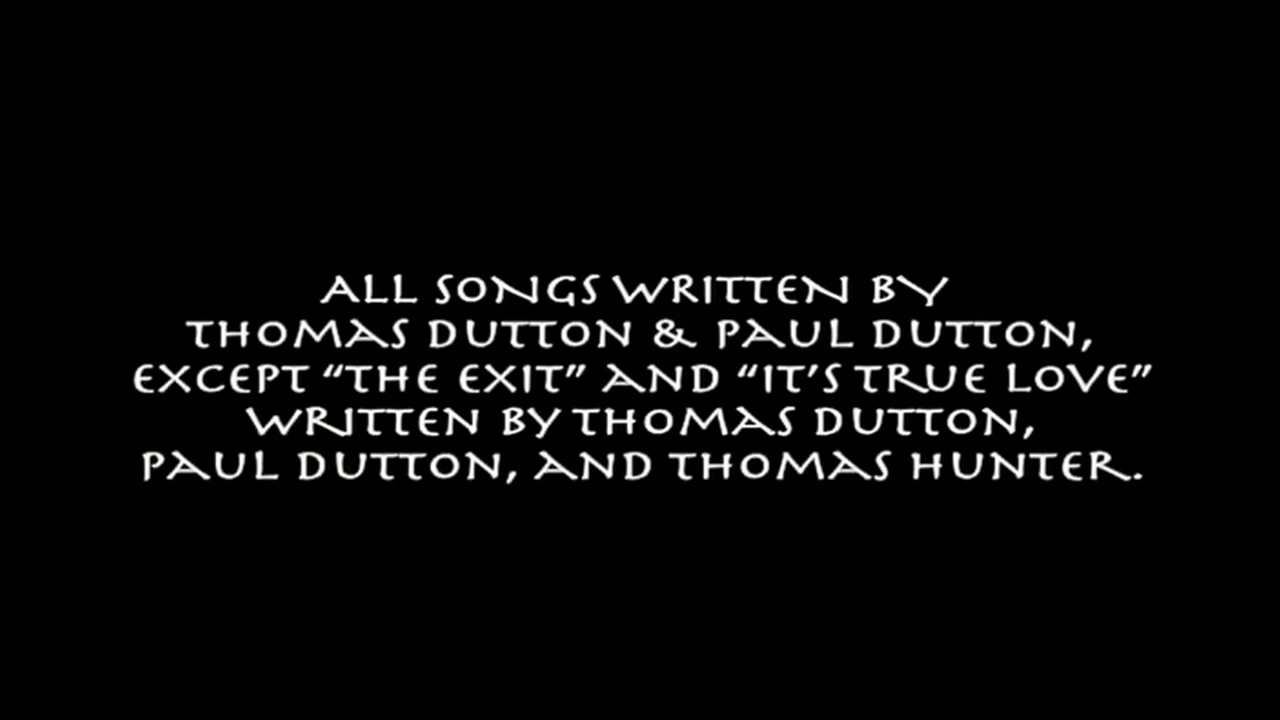 ALL SONGS WRITTEN BY
THOMAS DUTTON & PAUL DUTTON,
EXCEPT “THE EXIT” AND “IT’S TRUE LOVE”
WRITTEN BY THOMAS DUTTON,
PAUL DUTTON, AND THOMAS HUNTER.